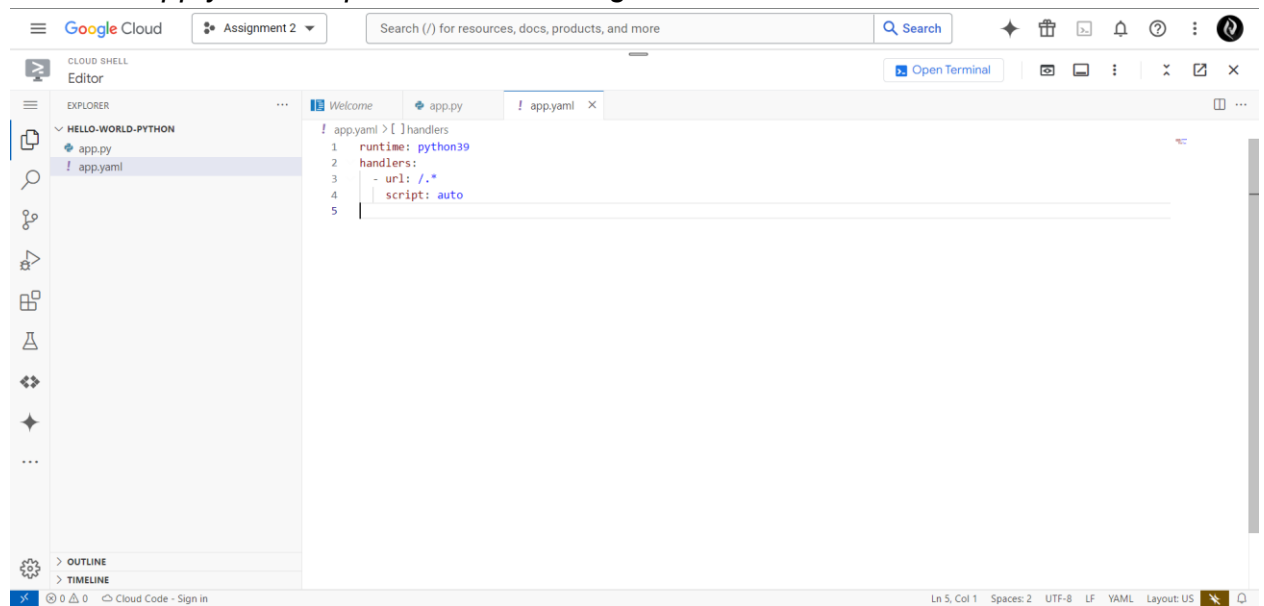 Google Cloud
Assignment 2
Search (/) for resources, docs, products, and more
Search
CLOUD SHELL
Editor
Open Terminal
EXPLORER
Welcome
app.py
! app.yaml
HELLO-WORLD-PYTHON
app.py
! app.yaml
! app.yaml > [ ] handlers
1 runtime: python39
2 handlers:
3 - url: /.*
4 script: auto
5
OUTLINE
TIMELINE
0 0 Cloud Code - Sign in
Ln 5, Col 1 Spaces: 2 UTF-8 LF YAML Layout: US